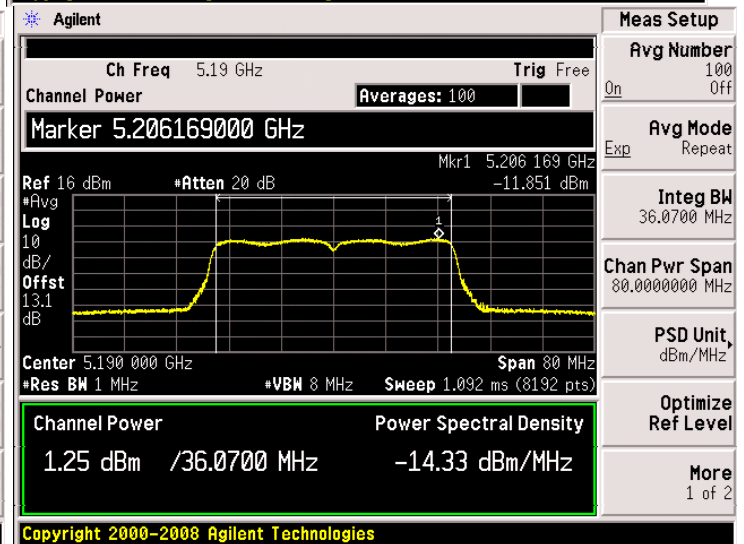 Agilent
Meas Setup
Ch Freq 5.19 GHz Trig Free
Channel Power Averages: 100
Marker 5.206169000 GHz
Mkr1 5.206 169 GHz
Ref 16 dBm #Atten 20 dB -11.851 dBm
#Avg
Log
10
dB/
Offst
13.1
dB
1
Center 5.190 000 GHz Span 80 MHz
#Res BW 1 MHz #VBW 8 MHz Sweep 1.092 ms (8192 pts)
Channel Power Power Spectral Density
1.25 dBm /36.0700 MHz -14.33 dBm/MHz
Copyright 2000-2008 Agilent Technologies
Avg Number
100
On Off
Avg Mode
Exp Repeat
Integ BW
36.0700 MHz
Chan Pwr Span
80.0000000 MHz
PSD Unit
dBm/MHz
Optimize
Ref Level
More
1 of 2